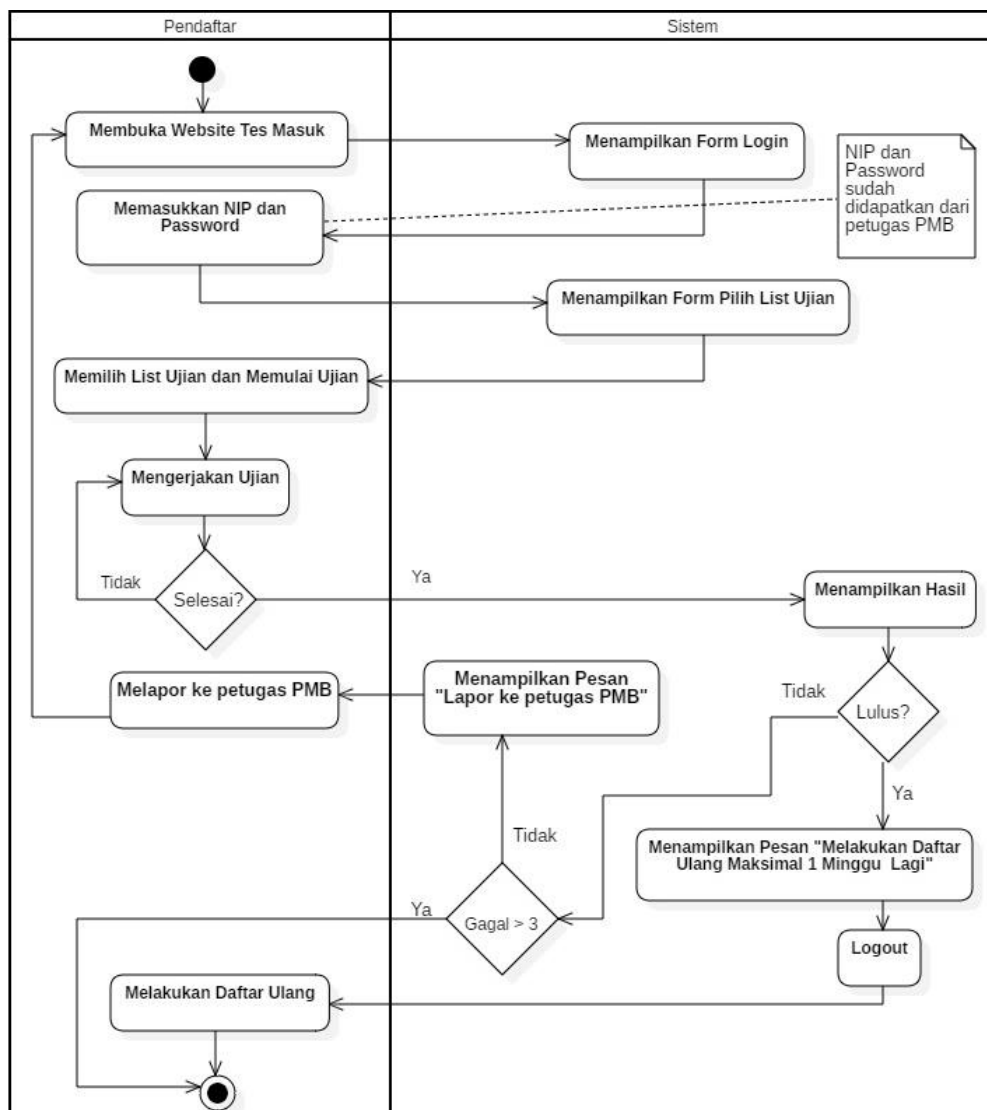 Pendaftar
Sistem
Membuka Website Tes Masuk
Menampilkan Form Login
NIP dan
Password
sudah
didapatkan dari
petugas PMB
Memasukkan NIP dan
Password
Menampilkan Form Pilih List Ujian
Memilih List Ujian dan Memulai Ujian
Mengerjakan Ujian
Tidak
Selesai?
Ya
Menampilkan Hasil
Melapor ke petugas PMB
Menampilkan Pesan
"Lapor ke petugas PMB"
Tidak
Lulus?
Ya
Tidak
Menampilkan Pesan "Melakukan Daftar
Ulang Maksimal 1 Minggu Lagi"
Ya
Gagal > 3
Logout
Melakukan Daftar Ulang